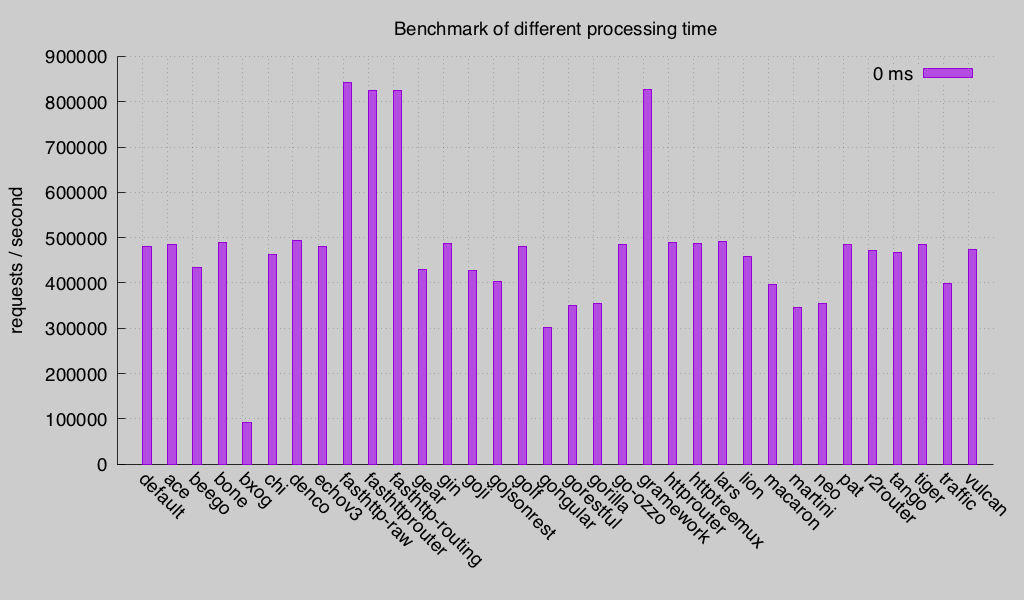 Benchmark of different processing time
0 ms
requests / second
900000
800000
700000
600000
500000
400000
300000
200000
100000
0
default
ace
beego
bone
bxog
chi
denco
echov3
fasthttp-raw
fasthttprouter
fasthttp-routing
gear
gin
goji
gojsonrest
golf
gongular
gorestful
gorilla
go-ozzo
gramework
httprouter
httptreemux
lars
lion
macaron
martini
neo
pat
r2router
tango
tiger
traffic
vulcan